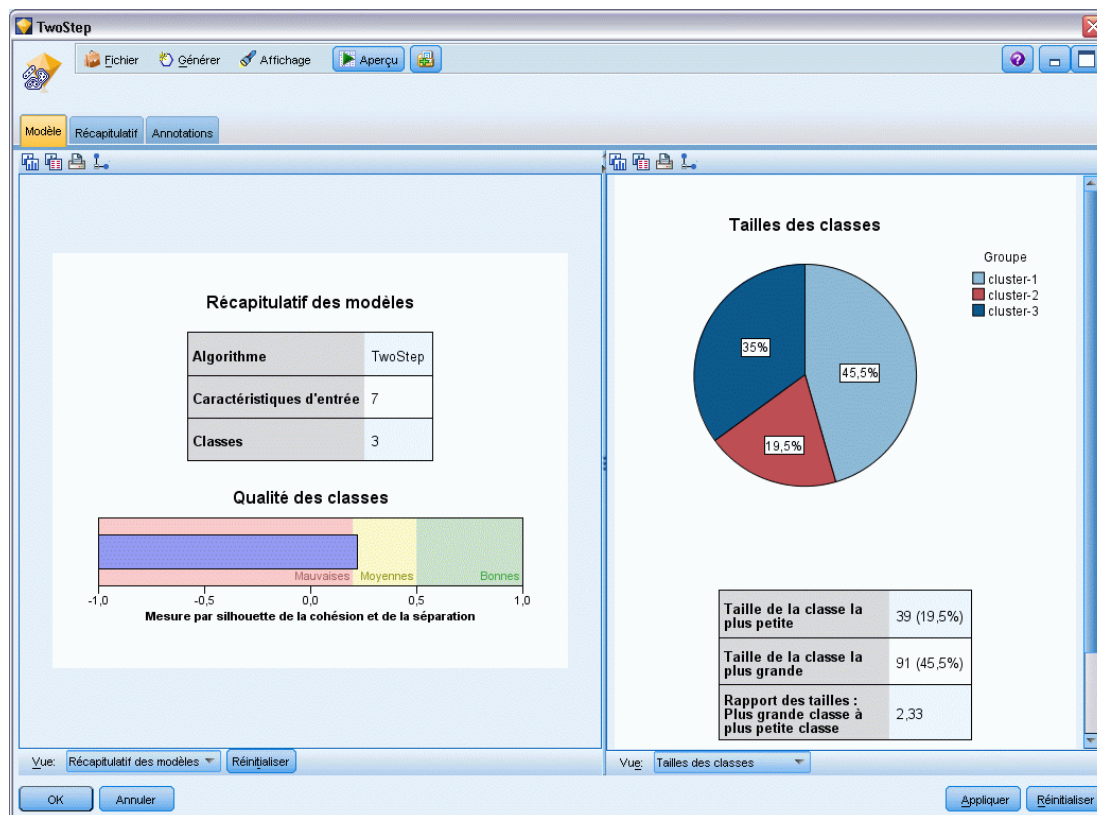 TwoStep
Fichier Générer Affichage Aperçu
Modèle Récapitulatif Annotations
Récapitulatif des modèles
Algorithme TwoStep
Caractéristiques d'entrée 7
Classes 3
Qualité des classes
Mauvaises Moyennes Bonnes
-1,0 -0,5 0,0 0,5 1,0
Mesure par silhouette de la cohésion et de la séparation
Vue: Récapitulatif des modèles Réinitialiser
Tailles des classes
Groupe
cluster-1
cluster-2
cluster-3
35%
45,5%
19,5%
Taille de la classe la
plus petite
39 (19,5%)
Taille de la classe la
plus grande
91 (45,5%)
Rapport des tailles :
Plus grande classe à
plus petite classe
2,33
Vue: Tailles des classes
OK Annuler Appliquer Réinitialiser